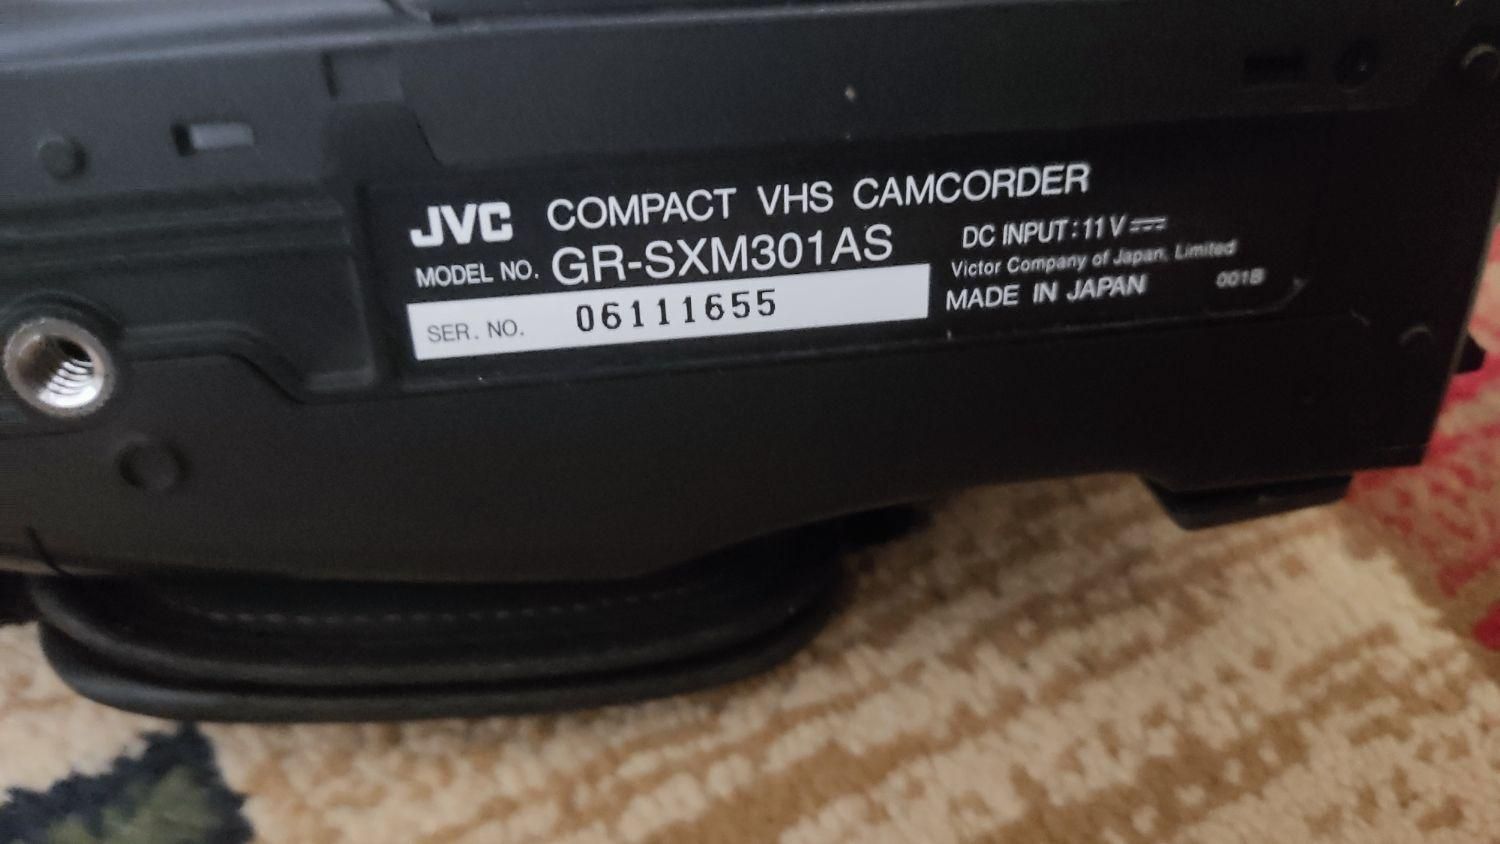 JVC COMPACT VHS CAMCORDER
MODEL NO. GR-SXM301AS
SER. NO. 06111655
DC INPUT : 11 V ⎓
Victor Company of Japan, Limited
MADE IN JAPAN 001B